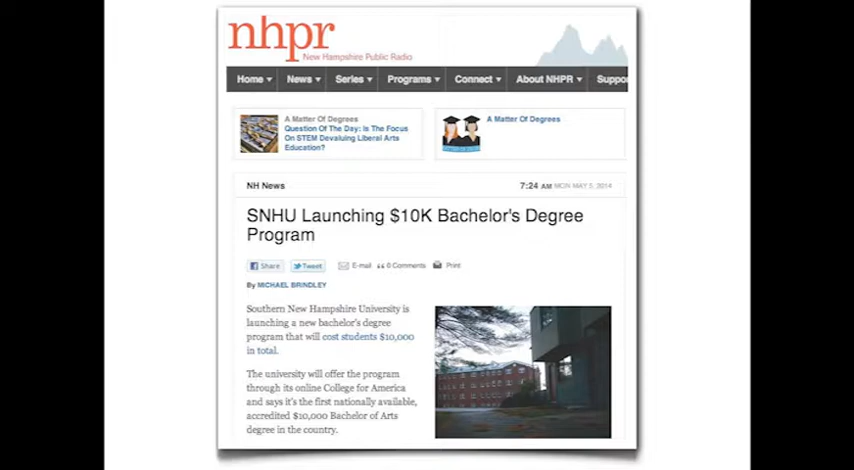 nhpr
New Hampshire Public Radio
Home News Series Programs Connect About NHPR Suppo
A Matter Of Degrees
Question Of The Day: Is The Focus
On STEM Devaluing Liberal Arts
Education?
A Matter Of Degrees
NH News
7:24 AM MON MAY 5, 2014
SNHU Launching $10K Bachelor's Degree
Program
Share Tweet E-mail 0 Comments Print
By MICHAEL BRINDLEY
Southern New Hampshire University is
launching a new bachelor's degree
program that will cost students $10,000
in total.
The university will offer the program
through its online College for America
and says it's the first nationally available,
accredited $10,000 Bachelor of Arts
degree in the country.